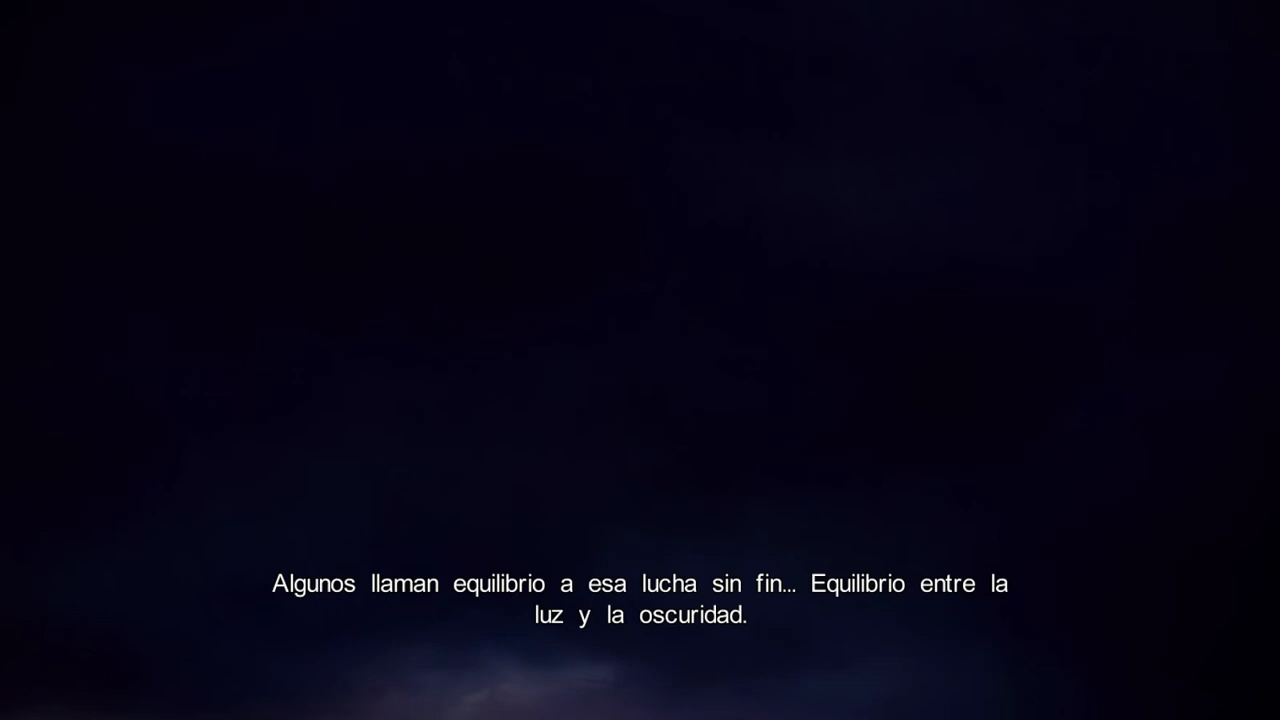 Algunos llaman equilibrio a esa lucha sin fin... Equilibrio entre la
luz y la oscuridad.